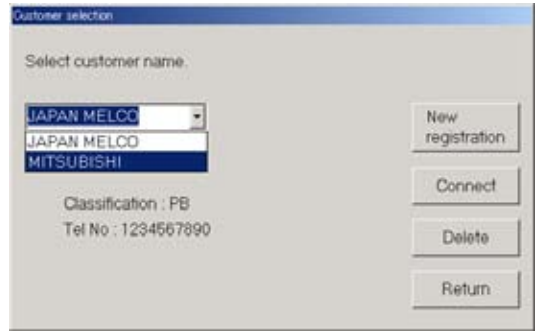 Customer selection
Select customer name.
JAPAN MELCO
JAPAN MELCO
MITSUBISHI
Classification : PB
Tel No : 1234567890
New
registration
Connect
Delete
Return